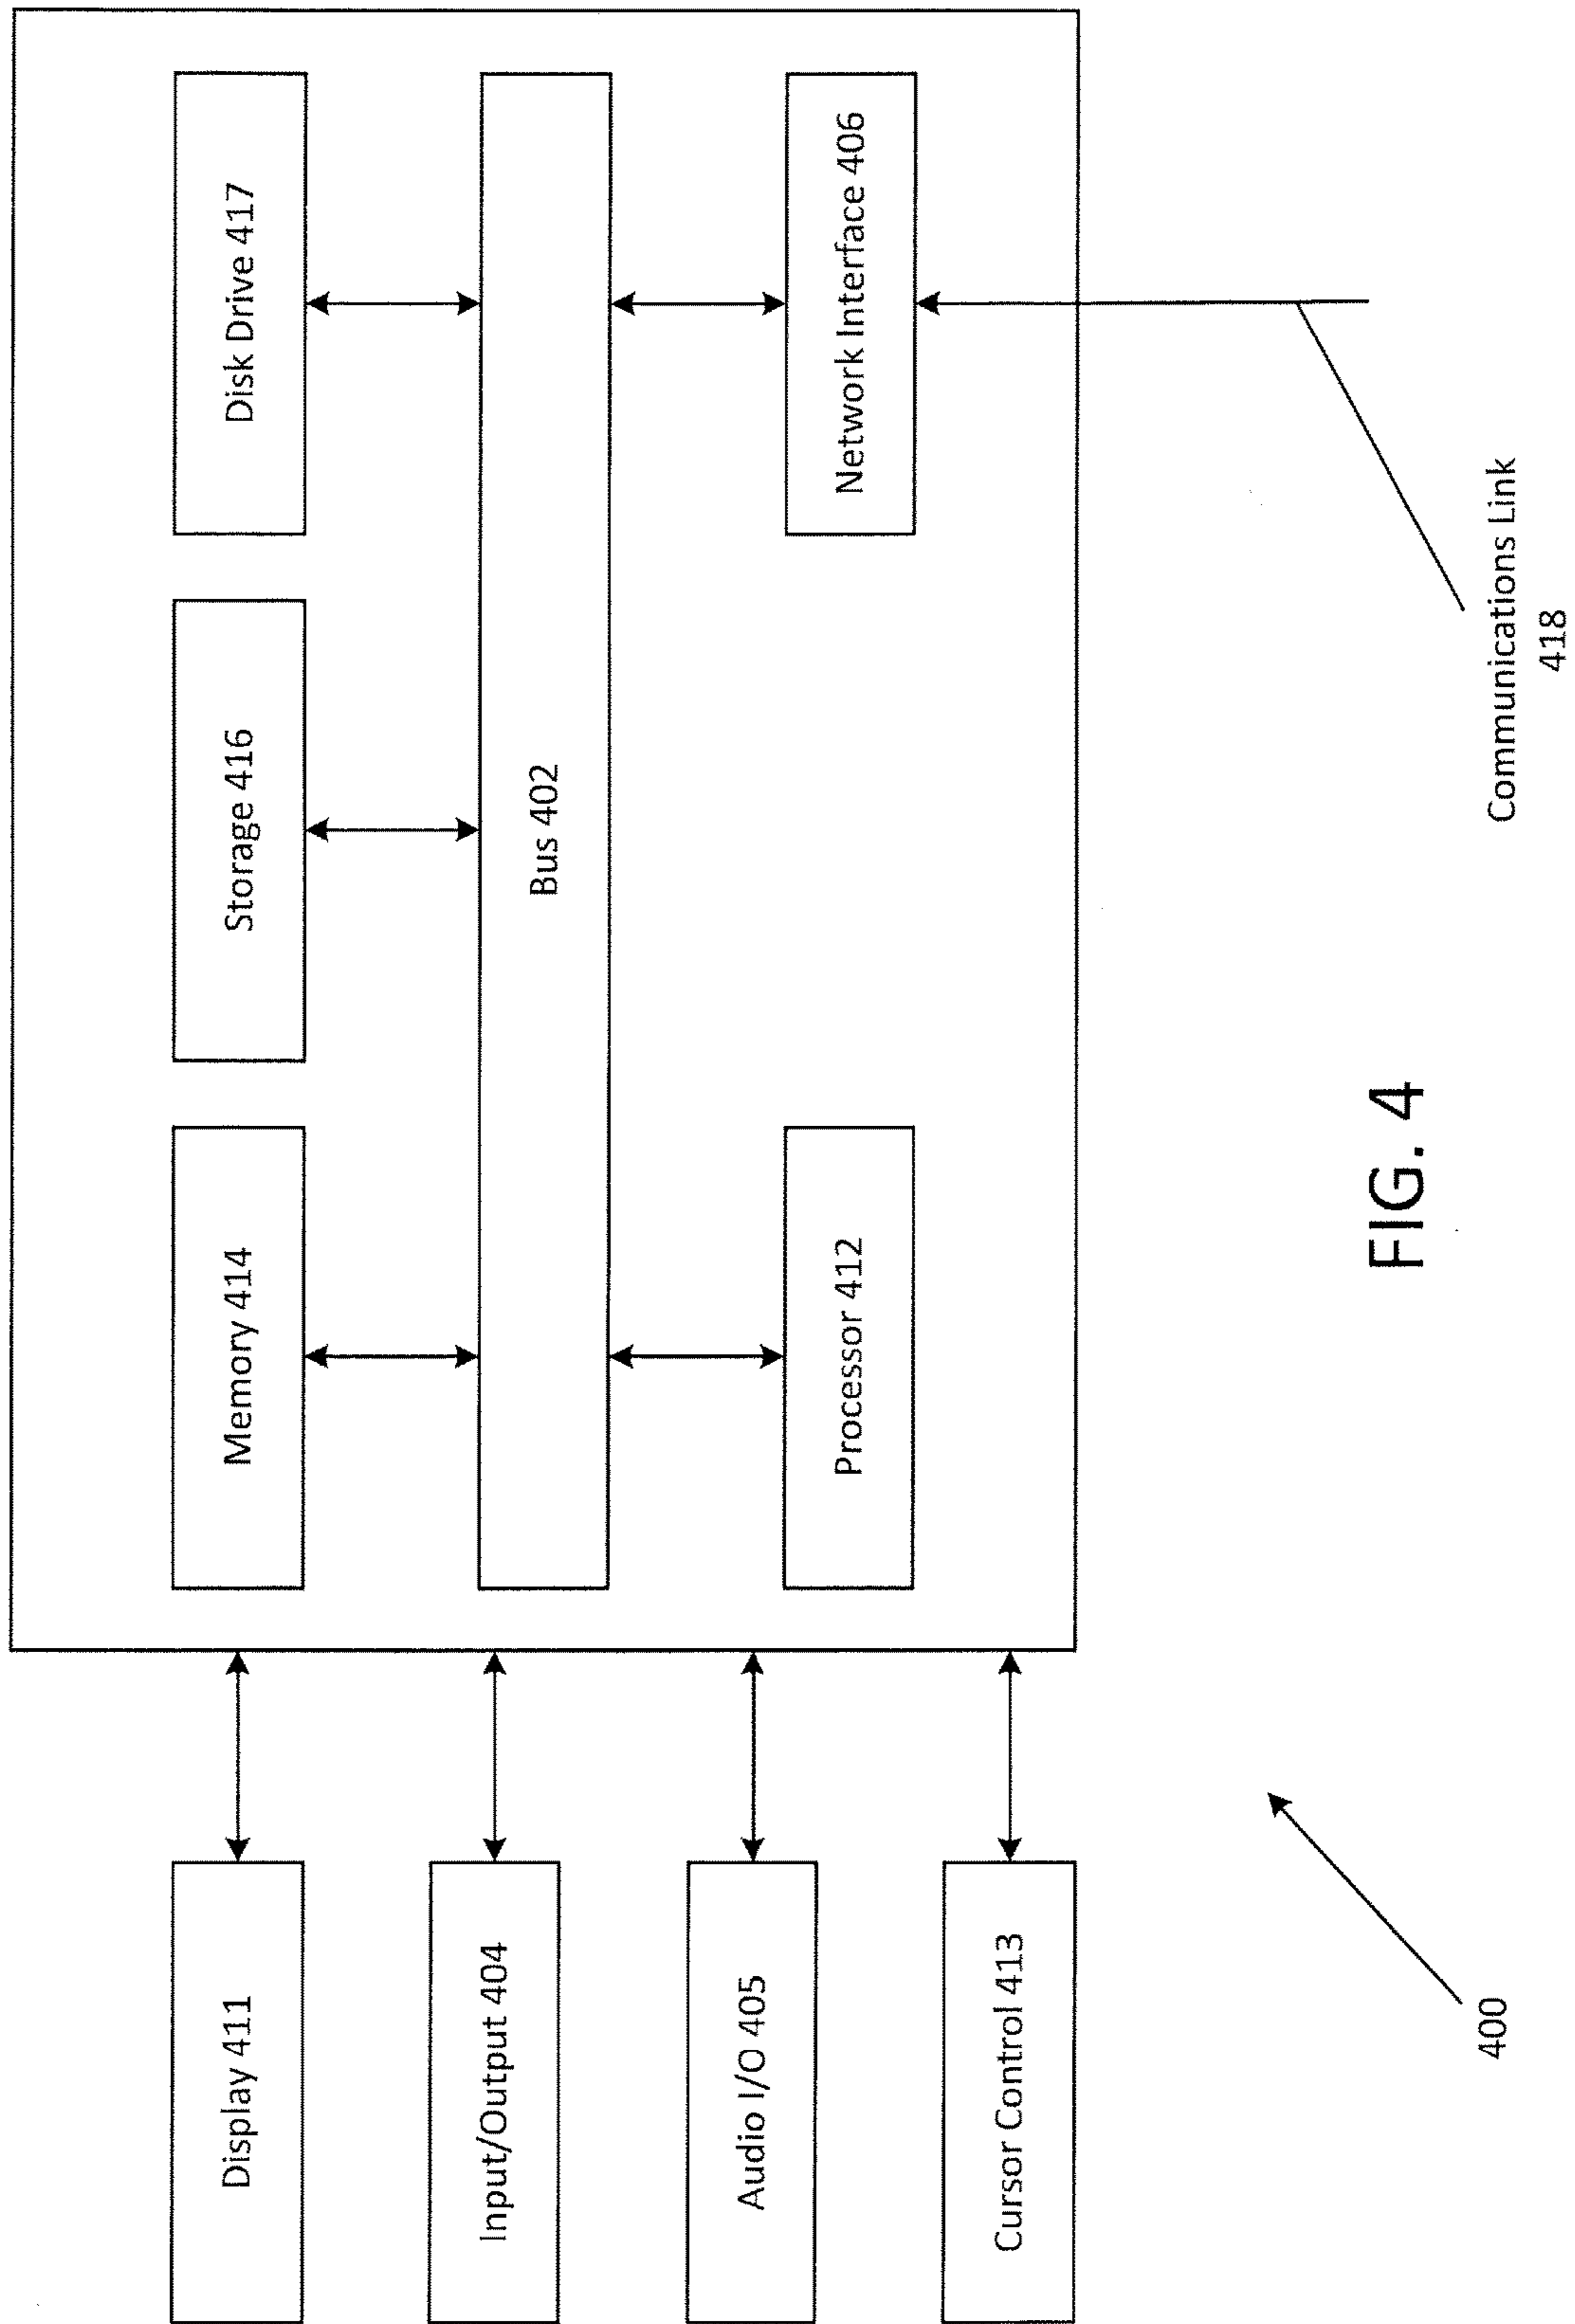 Display 411
Memory 414
Storage 416
Disk Drive 417
Input/Output 404
Bus 402
Audio I/O 405
Processor 412
Network Interface 406
Cursor Control 413
400
FIG. 4
Communications Link
418